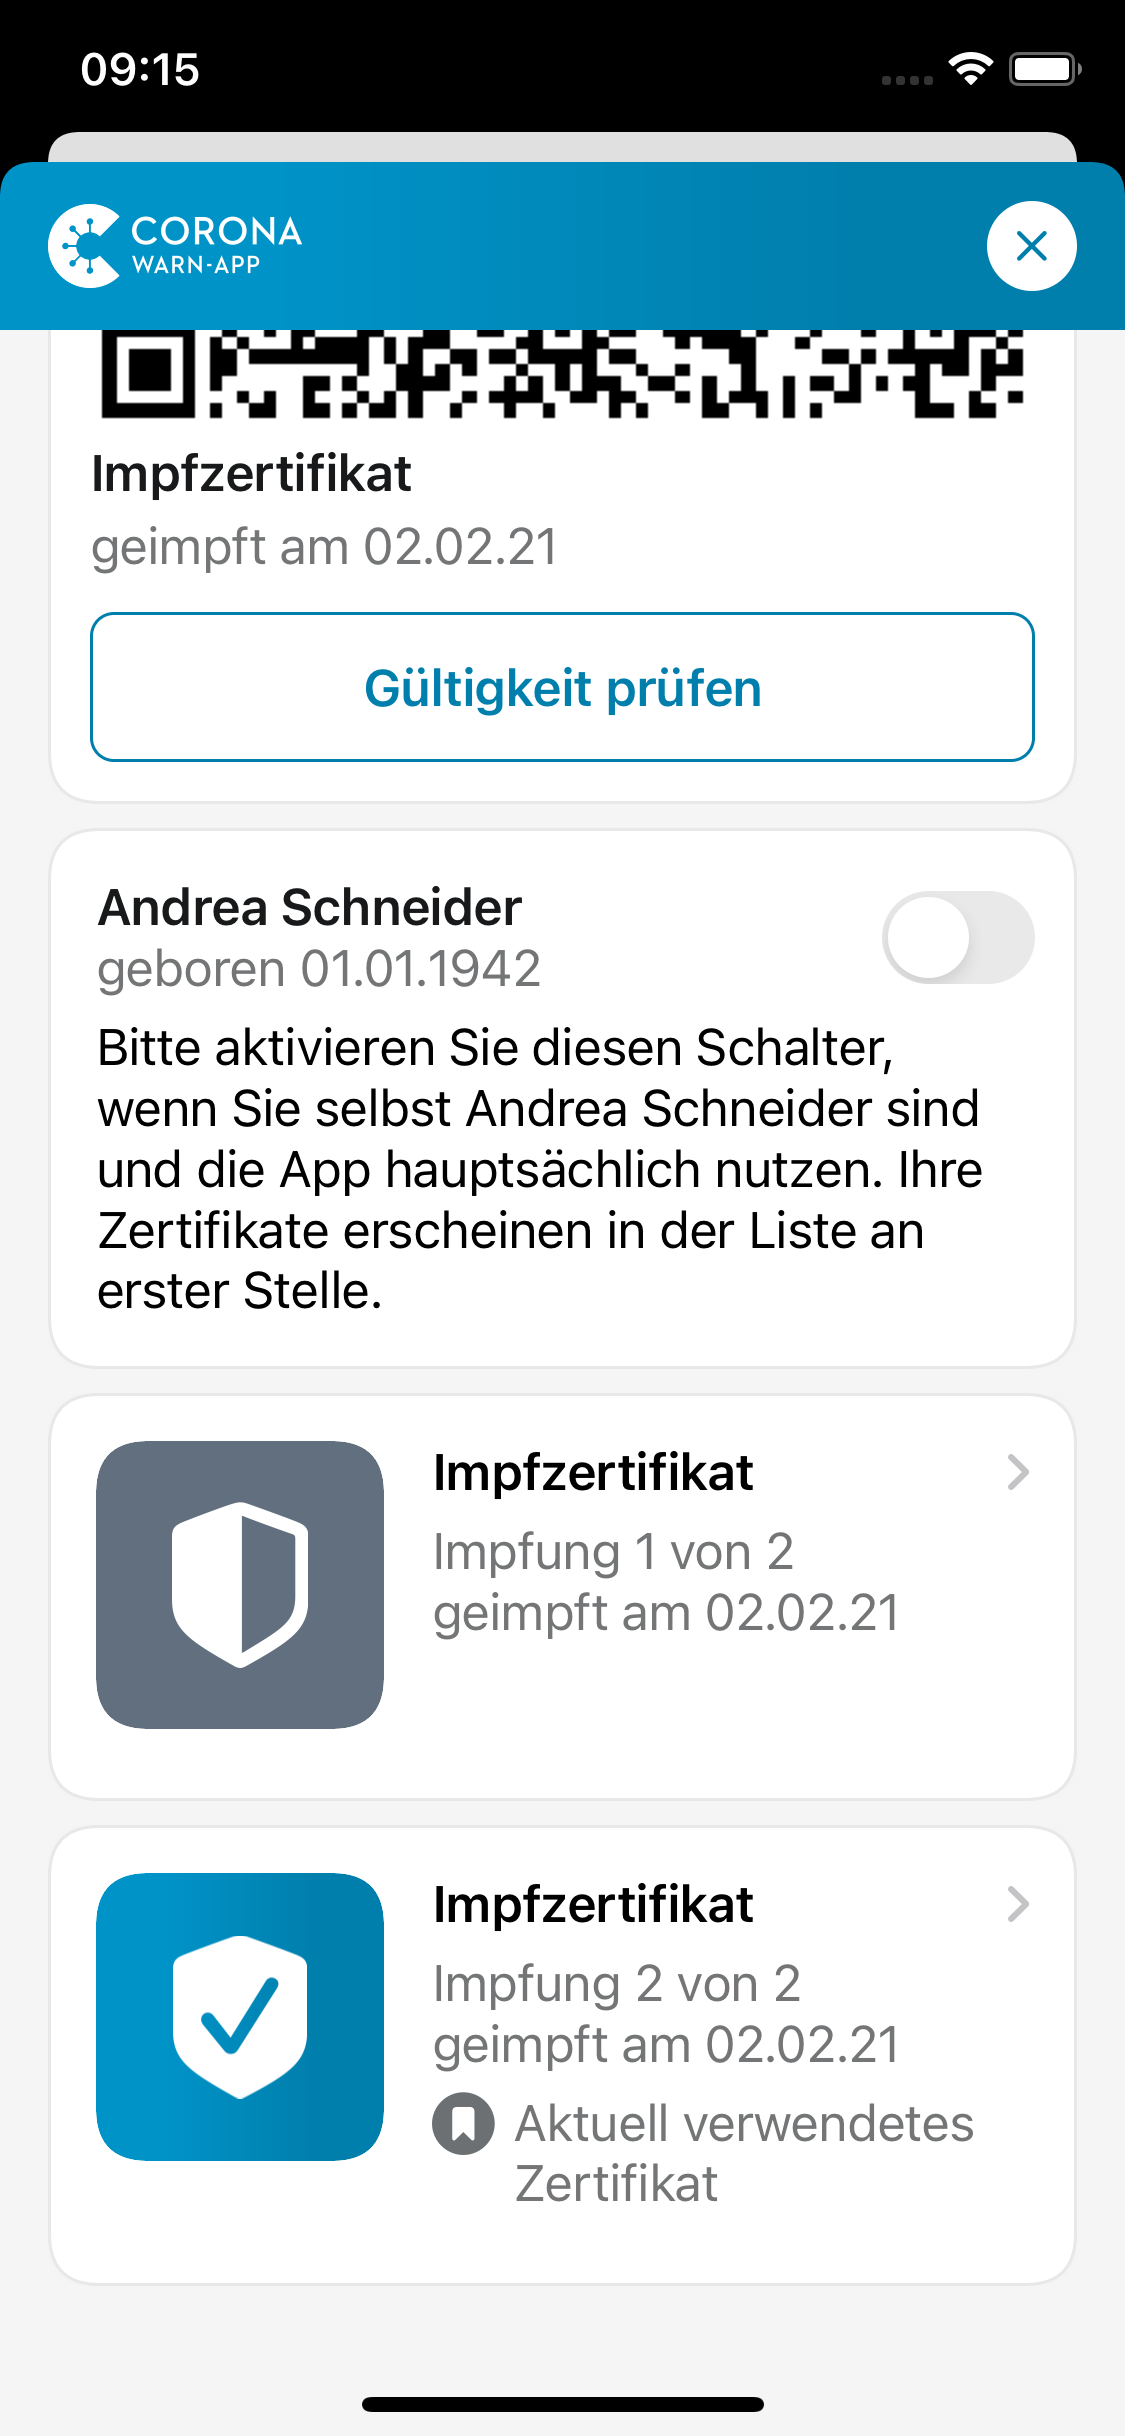 09:15
CORONA
WARN-APP
Impfzertifikat
geimpft am 02.02.21
Gültigkeit prüfen
Andrea Schneider
geboren 01.01.1942
Bitte aktivieren Sie diesen Schalter,
wenn Sie selbst Andrea Schneider sind
und die App hauptsächlich nutzen. Ihre
Zertifikate erscheinen in der Liste an
erster Stelle.
Impfzertifikat
Impfung 1 von 2
geimpft am 02.02.21
Impfzertifikat
Impfung 2 von 2
geimpft am 02.02.21
Aktuell verwendetes
Zertifikat